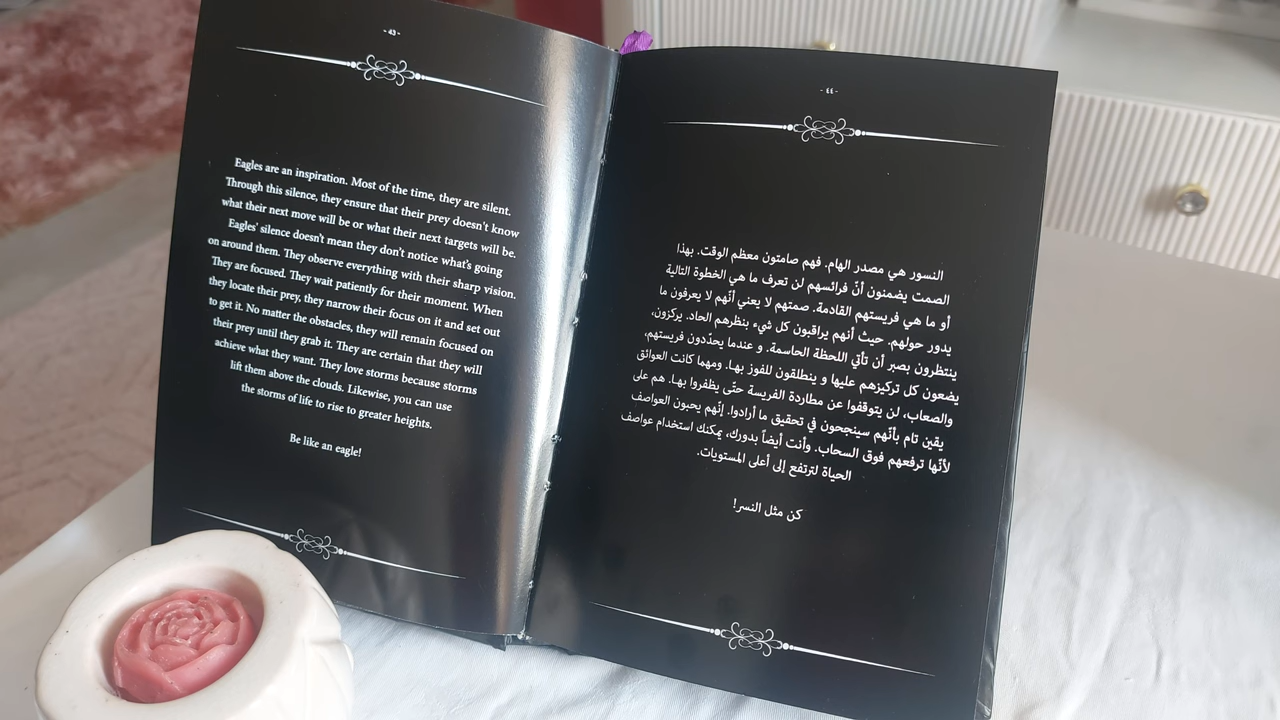 - 43 -
Eagles are an inspiration. Most of the time, they are silent.
Through this silence, they ensure that their prey doesn't know
what their next move will be or what their next targets will be.
Eagles' silence doesn't mean they don't notice what's going
on around them. They observe everything with their sharp vision.
They are focused. They wait patiently for their moment. When
they locate their prey, they narrow their focus on it and set out
to get it. No matter the obstacles, they will remain focused on
their prey until they grab it. They are certain that they will
achieve what they want. They love storms because storms
lift them above the clouds. Likewise, you can use
the storms of life to rise to greater heights.
Be like an eagle!
- ٤٤ -
النسور هي مصدر الهام. فهم صامتون معظم الوقت. بهذا
الصمت يضمنون أنّ فرائسهم لن تعرف ما هي الخطوة التالية
أو ما هي فريستهم القادمة. صمتهم لا يعني أنّهم لا يعرفون ما
يدور حولهم. حيث أنهم يراقبون كل شيء بنظرهم الحاد. يركزون،
ينتظرون بصبر أن تأتي اللحظة الحاسمة. و عندما يحدّدون فريستهم،
يضعون كل تركيزهم عليها و ينطلقون للفوز بها. ومهما كانت العوائق
والصعاب، لن يتوقفوا عن مطاردة الفريسة حتّى يظفروا بها. هم على
يقين تام بأنّهم سينجحون في تحقيق ما أرادوا. إنّهم يحبون العواصف
لأنّها ترفعهم فوق السحاب. وأنت أيضاً بدورك، يمكنك استخدام عواصف
الحياة لترتفع إلى أعلى المستويات.
كن مثل النسر!